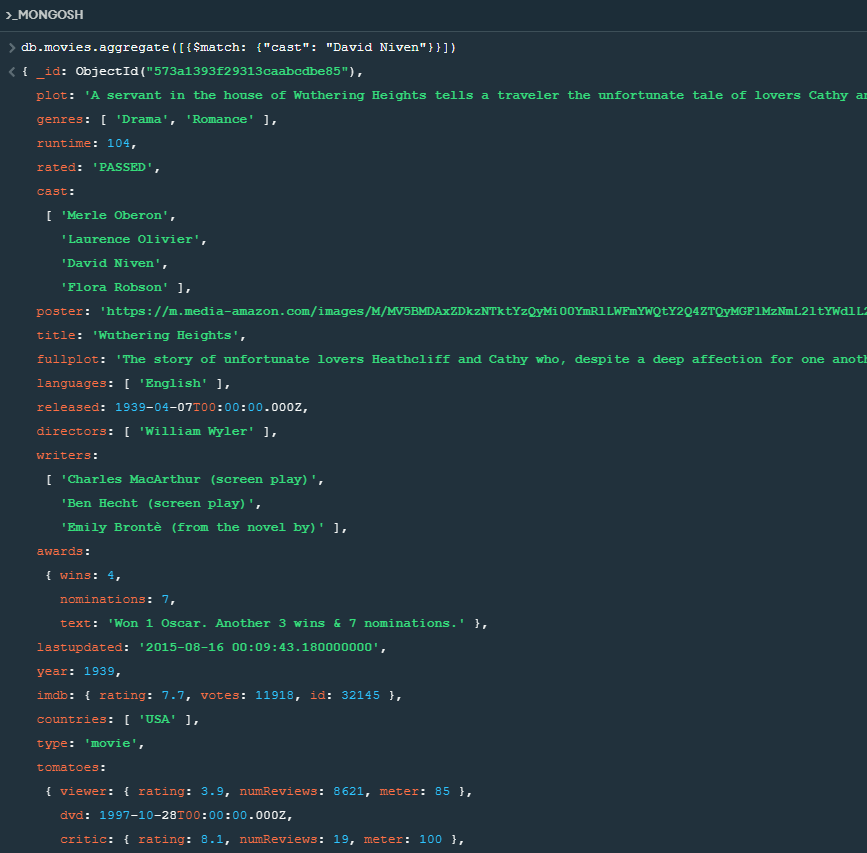 >_MONGOSH
> db.movies.aggregate([{$match: {"cast": "David Niven"}}])
< { _id: ObjectId("573a1393f29313caabcdbe85"),
plot: 'A servant in the house of Wuthering Heights tells a traveler the unfortunate tale of lovers Cathy an
genres: [ 'Drama', 'Romance' ],
runtime: 104,
rated: 'PASSED',
cast:
[ 'Merle Oberon',
'Laurence Olivier',
'David Niven',
'Flora Robson' ],
poster: 'https://m.media-amazon.com/images/M/MV5BMDAxZDkzNTktYzQyMi00YmRlLWFmYWQtY2Q4ZTQyMGFlMzNmL2ltYWdlL2
title: 'Wuthering Heights',
fullplot: 'The story of unfortunate lovers Heathcliff and Cathy who, despite a deep affection for one anoth
languages: [ 'English' ],
released: 1939-04-07T00:00:00.000Z,
directors: [ 'William Wyler' ],
writers:
[ 'Charles MacArthur (screen play)',
'Ben Hecht (screen play)',
'Emily Brontè (from the novel by)' ],
awards:
{ wins: 4,
nominations: 7,
text: 'Won 1 Oscar. Another 3 wins & 7 nominations.' },
lastupdated: '2015-08-16 00:09:43.180000000',
year: 1939,
imdb: { rating: 7.7, votes: 11918, id: 32145 },
countries: [ 'USA' ],
type: 'movie',
tomatoes:
{ viewer: { rating: 3.9, numReviews: 8621, meter: 85 },
dvd: 1997-10-28T00:00:00.000Z,
critic: { rating: 8.1, numReviews: 19, meter: 100 },